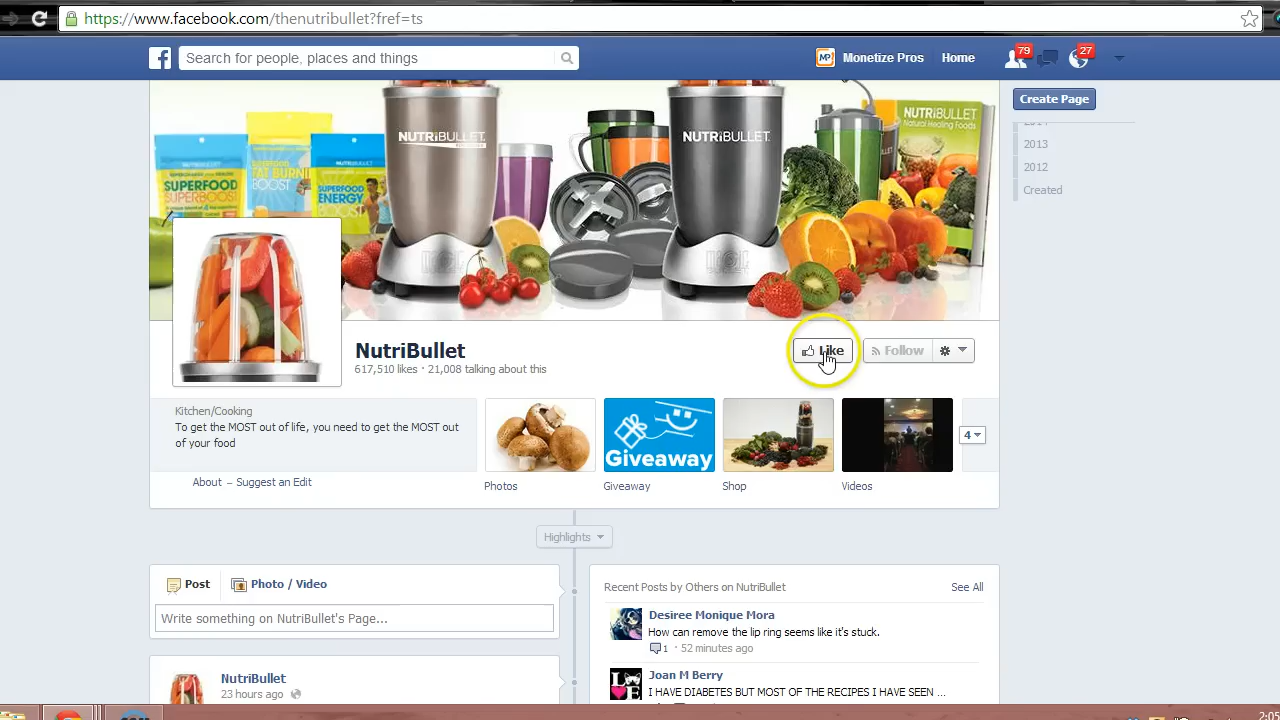 https://www.facebook.com/thenutribullet?fref=ts
Search for people, places and things
MP
Monetize Pros
Home
79
27
Create Page
2013
2012
Created
NUTRIBULLET
NUTRIBULLET
NUTRIBULLET
Natural Healing Foods
SUPERFOOD
SUPERBOOST
SUPERFOOD
FAT BURNING
BOOST
SUPERFOOD
ENERGY
BOOST
NutriBullet
617,510 likes · 21,008 talking about this
Like
Follow
Kitchen/Cooking
To get the MOST out of life, you need to get the MOST out
of your food
About – Suggest an Edit
Giveaway
4
Photos
Giveaway
Shop
Videos
Highlights
Post
Photo / Video
Write something on NutriBullet's Page...
NutriBullet
23 hours ago
Recent Posts by Others on NutriBullet
See All
Desiree Monique Mora
How can remove the lip ring seems like it's stuck.
1 · 52 minutes ago
LOVE
Joan M Berry
I HAVE DIABETES BUT MOST OF THE RECIPES I HAVE SEEN ...
2:05